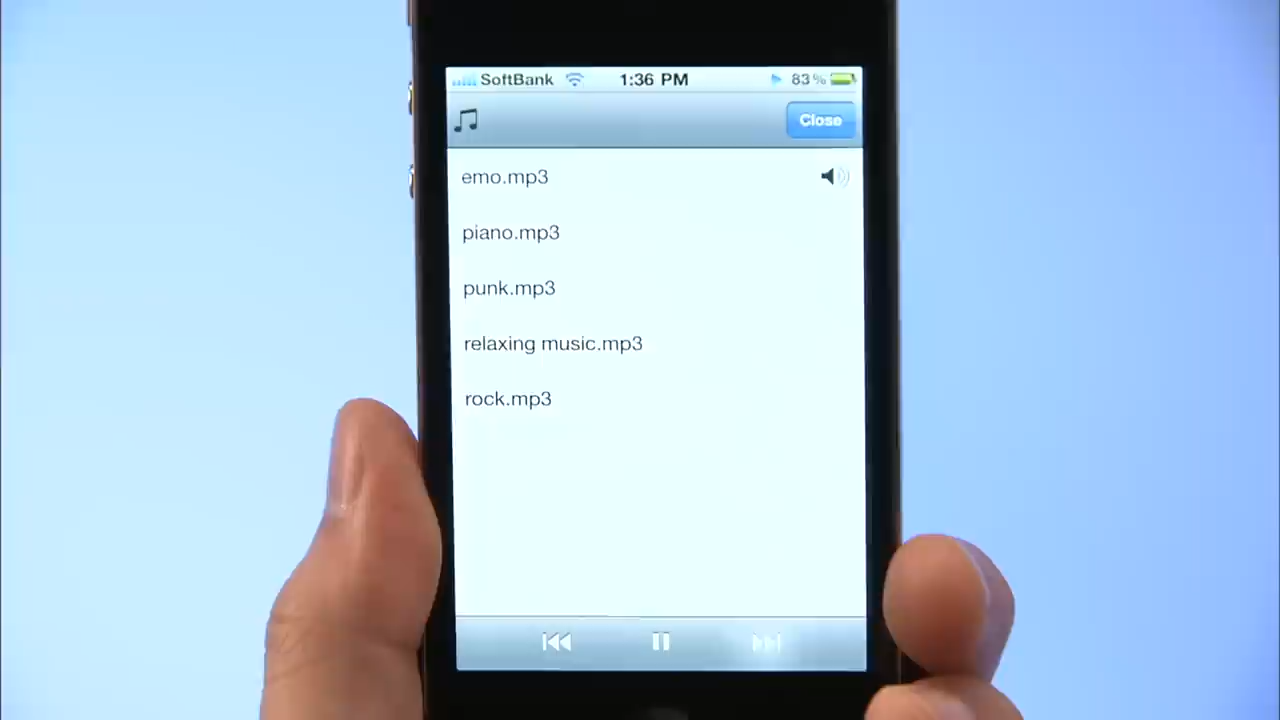 SoftBank 1:36 PM 83%
Close
emo.mp3
piano.mp3
punk.mp3
relaxing music.mp3
rock.mp3